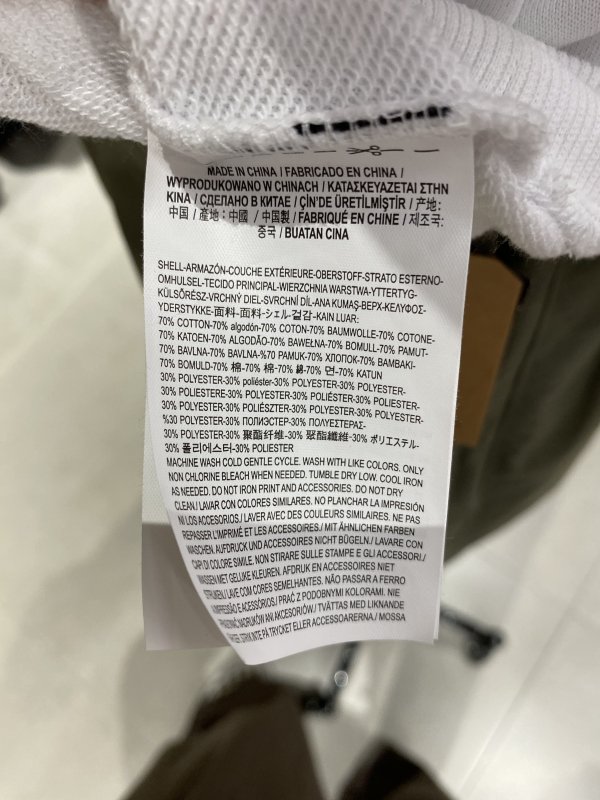 MADE IN CHINA / FABRICADO EN CHINA /
WYPRODUKOWANO W CHINACH / ΚΑΤΑΣΚΕΥΑΖΕΤΑΙ ΣΤΗΝ
ΚΙΝΑ / СДЕЛАНО В КИТАЕ / ÇİN'DE ÜRETİLMİŞTİR / 产地:
中国 / 產地: 中國 / 中国製 / FABRIQUÉ EN CHINE / 제조국:
중국 / BUATAN CINA
SHELL-ARMAZÓN-COUCHE EXTÉRIEURE-OBERSTOFF-STRATO ESTERNO-
OMHULSEL-TECIDO PRINCIPAL-WIERZCHNIA WARSTWA-YTTERTYG-
KÜLSŐRÉSZ-VRCHNÝ DIEL-SVRCHNÍ DÍL-ANA KUMAŞ-ВЕРХ-ΚΕΛΥΦΟΣ-
YDERSTYKKE-面料-面料-シェル-겉감-KAIN LUAR:
70% COTTON-70% algodón-70% COTON-70% BAUMWOLLE-70% COTONE-
70% KATOEN-70% ALGODÃO-70% BAWEŁNA-70% BOMULL-70% PAMUT-
70% BAVLNA-70% BAVLNA-%70 PAMUK-70% ХЛОПОК-70% ΒΑΜΒΑΚΙ-
70% BOMULD-70% 棉-70% 棉-70% 綿-70% 면-70% KATUN
30% POLYESTER-30% poliéster-30% POLYESTER-30% POLYESTER-
30% POLIESTERE-30% POLYESTER-30% POLIÉSTER-30% POLIESTER-
30% POLYESTER-30% POLIÉSZTER-30% POLYESTER-30% POLYESTER-
%30 POLYESTER-30% ПОЛИЭСТЕР-30% ΠΟΛΥΕΣΤΕΡΑΣ-
30% POLYESTER-30% 聚酯纤维-30% 聚酯纖維-30% ポリエステル-
30% 폴리에스터-30% POLIESTER
MACHINE WASH COLD GENTLE CYCLE. WASH WITH LIKE COLORS. ONLY
NON CHLORINE BLEACH WHEN NEEDED. TUMBLE DRY LOW. COOL IRON
AS NEEDED. DO NOT IRON PRINT AND ACCESSORIES. DO NOT DRY
CLEAN./ LAVAR CON COLORES SIMILARES. NO PLANCHAR LA IMPRESIÓN
NI LOS ACCESORIOS./ LAVER AVEC DES COULEURS SIMILAIRES. NE PAS
REPASSER L'IMPRIMÉ ET LES ACCESSOIRES./ MIT ÄHNLICHEN FARBEN
WASCHEN. AUFDRUCK UND ACCESSOIRES NICHT BÜGELN./ LAVARE CON
CAPI DI COLORE SIMILE. NON STIRARE SULLE STAMPE E GLI ACCESSORI./
WASSEN MET GELIJKE KLEUREN. AFDRUK EN ACCESSOIRES NIET
STRIJKEN./ LAVE COM CORES SEMELHANTES. NÃO PASSAR A FERRO
IMPRESSÃO E ACESSÓRIOS./ PRAĆ Z PODOBNYMI KOLORAMI. NIE
PRASOWAĆ NADRUKÓW ANI AKCESORIÓW./ TVÄTTAS MED LIKNANDE
STRYK INTE PÅ TRYCKET ELLER ACCESSOARERNA./ MOSSA